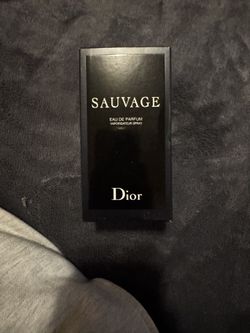 SAUVAGE
EAU DE PARFUM
VAPORISATEUR SPRAY
Dior